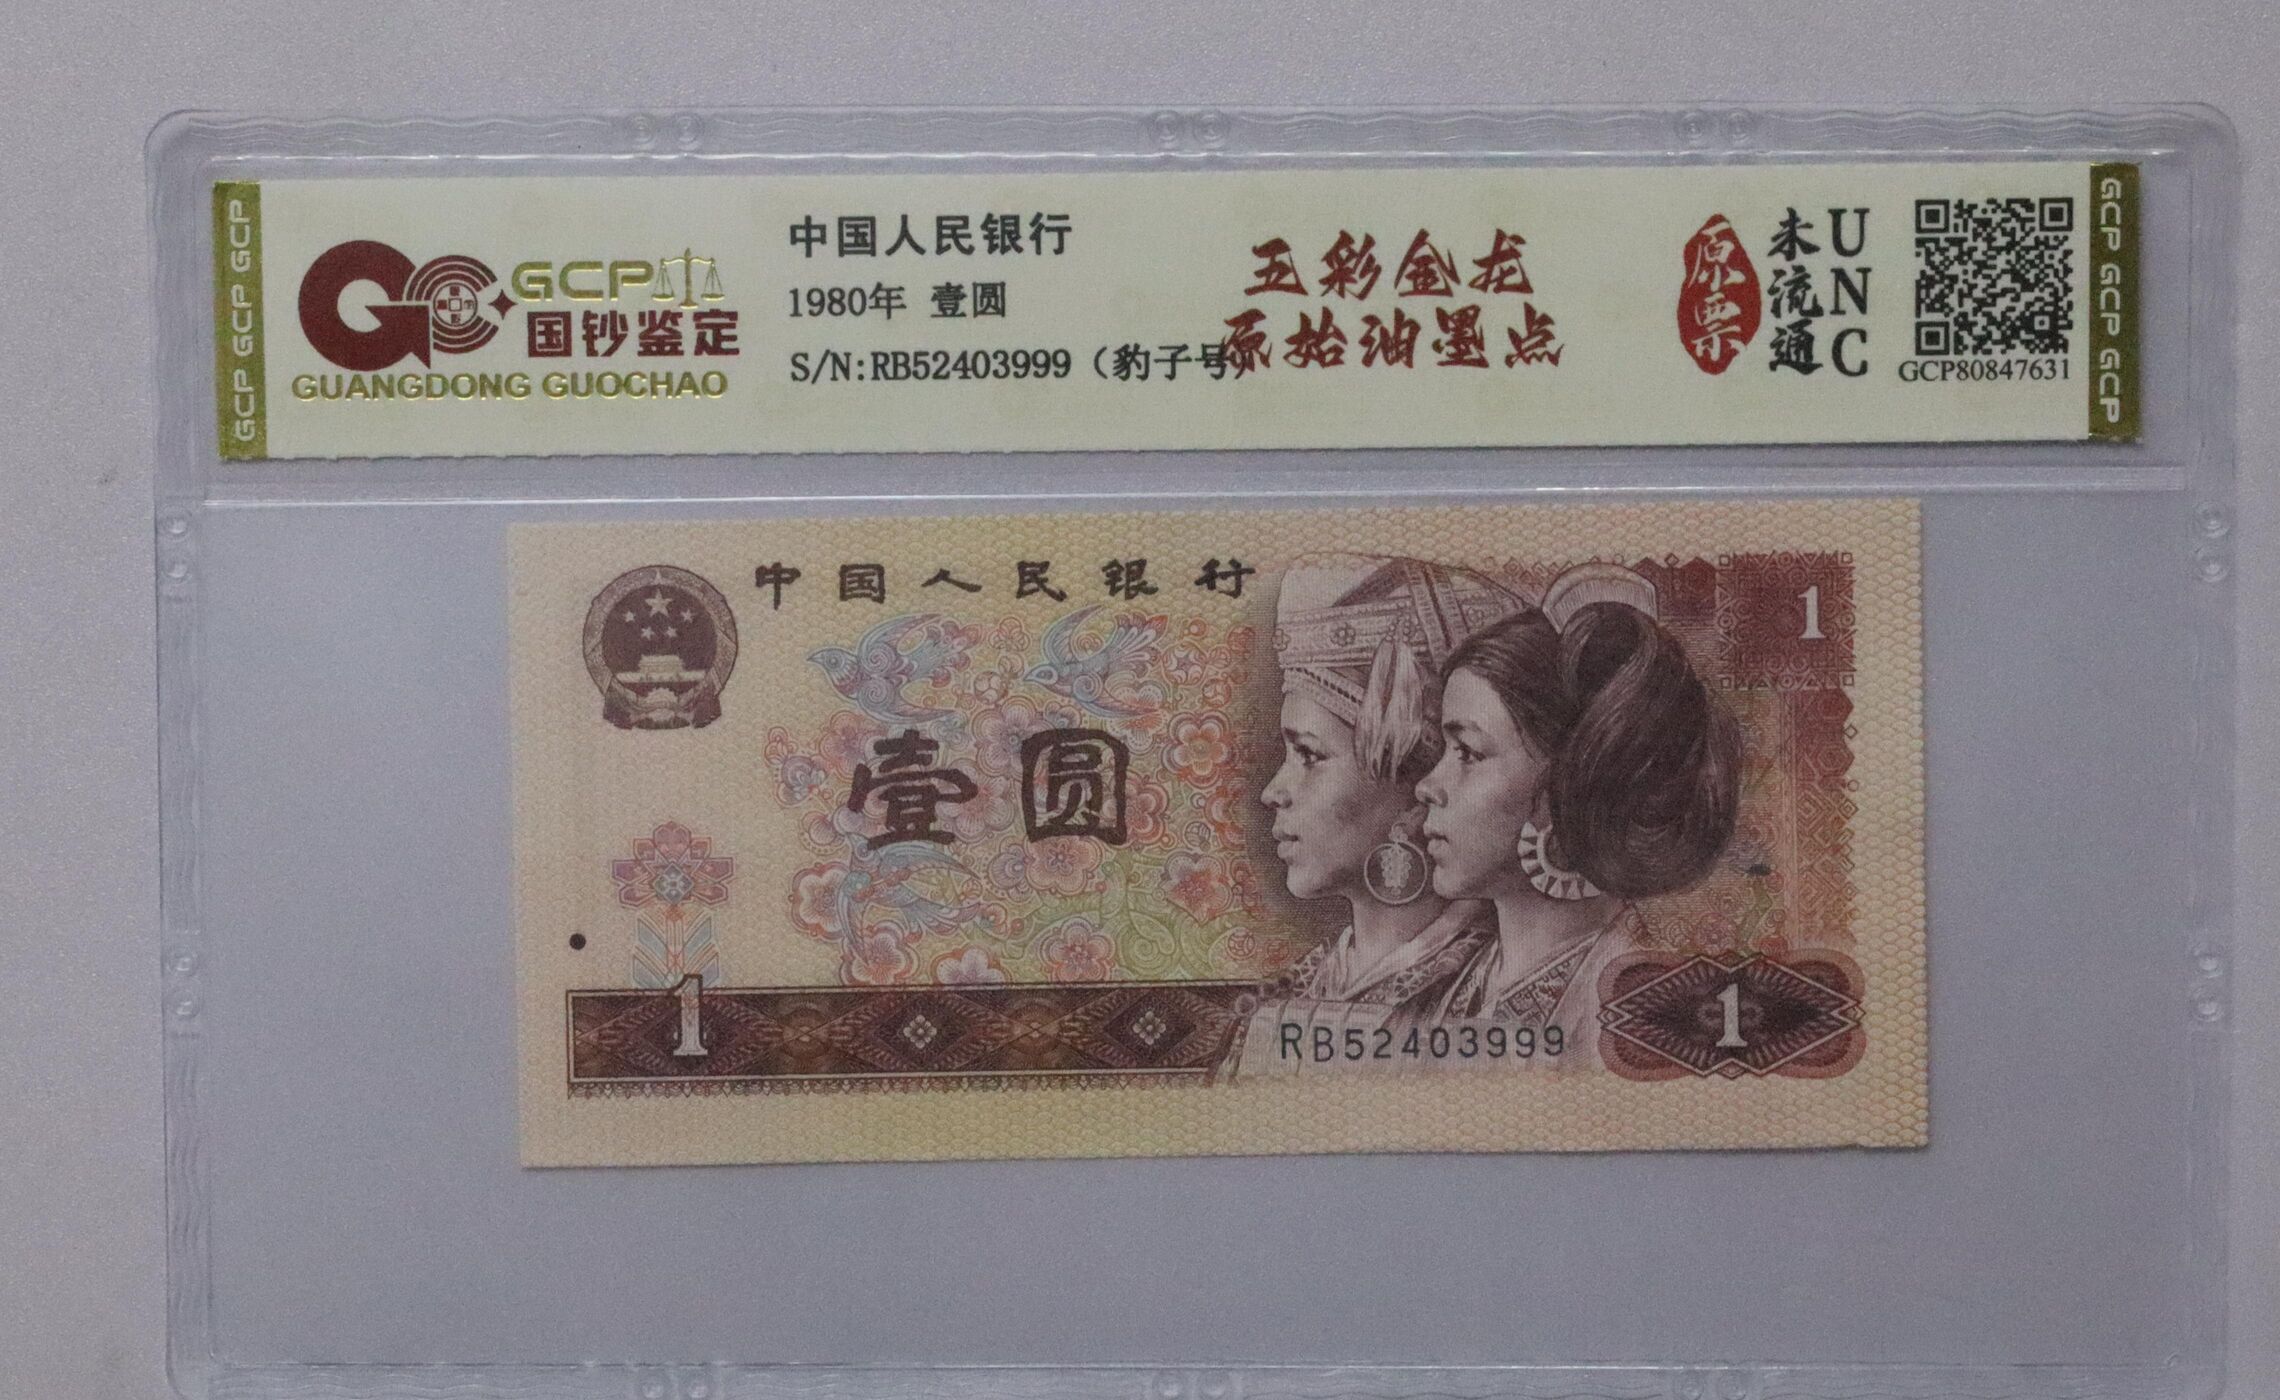 GCP GCP GCP
GCP
国钞鉴定
GUANGDONG GUOCHAO
中国人民银行
1980年 壹圆
S/N:RB52403999（豹子号）
五彩金龙
原始油墨点
原票
未流通
UNC
GCP80847631
GCP GCP GCP
中国人民银行
1
壹圆
1
RB52403999
1